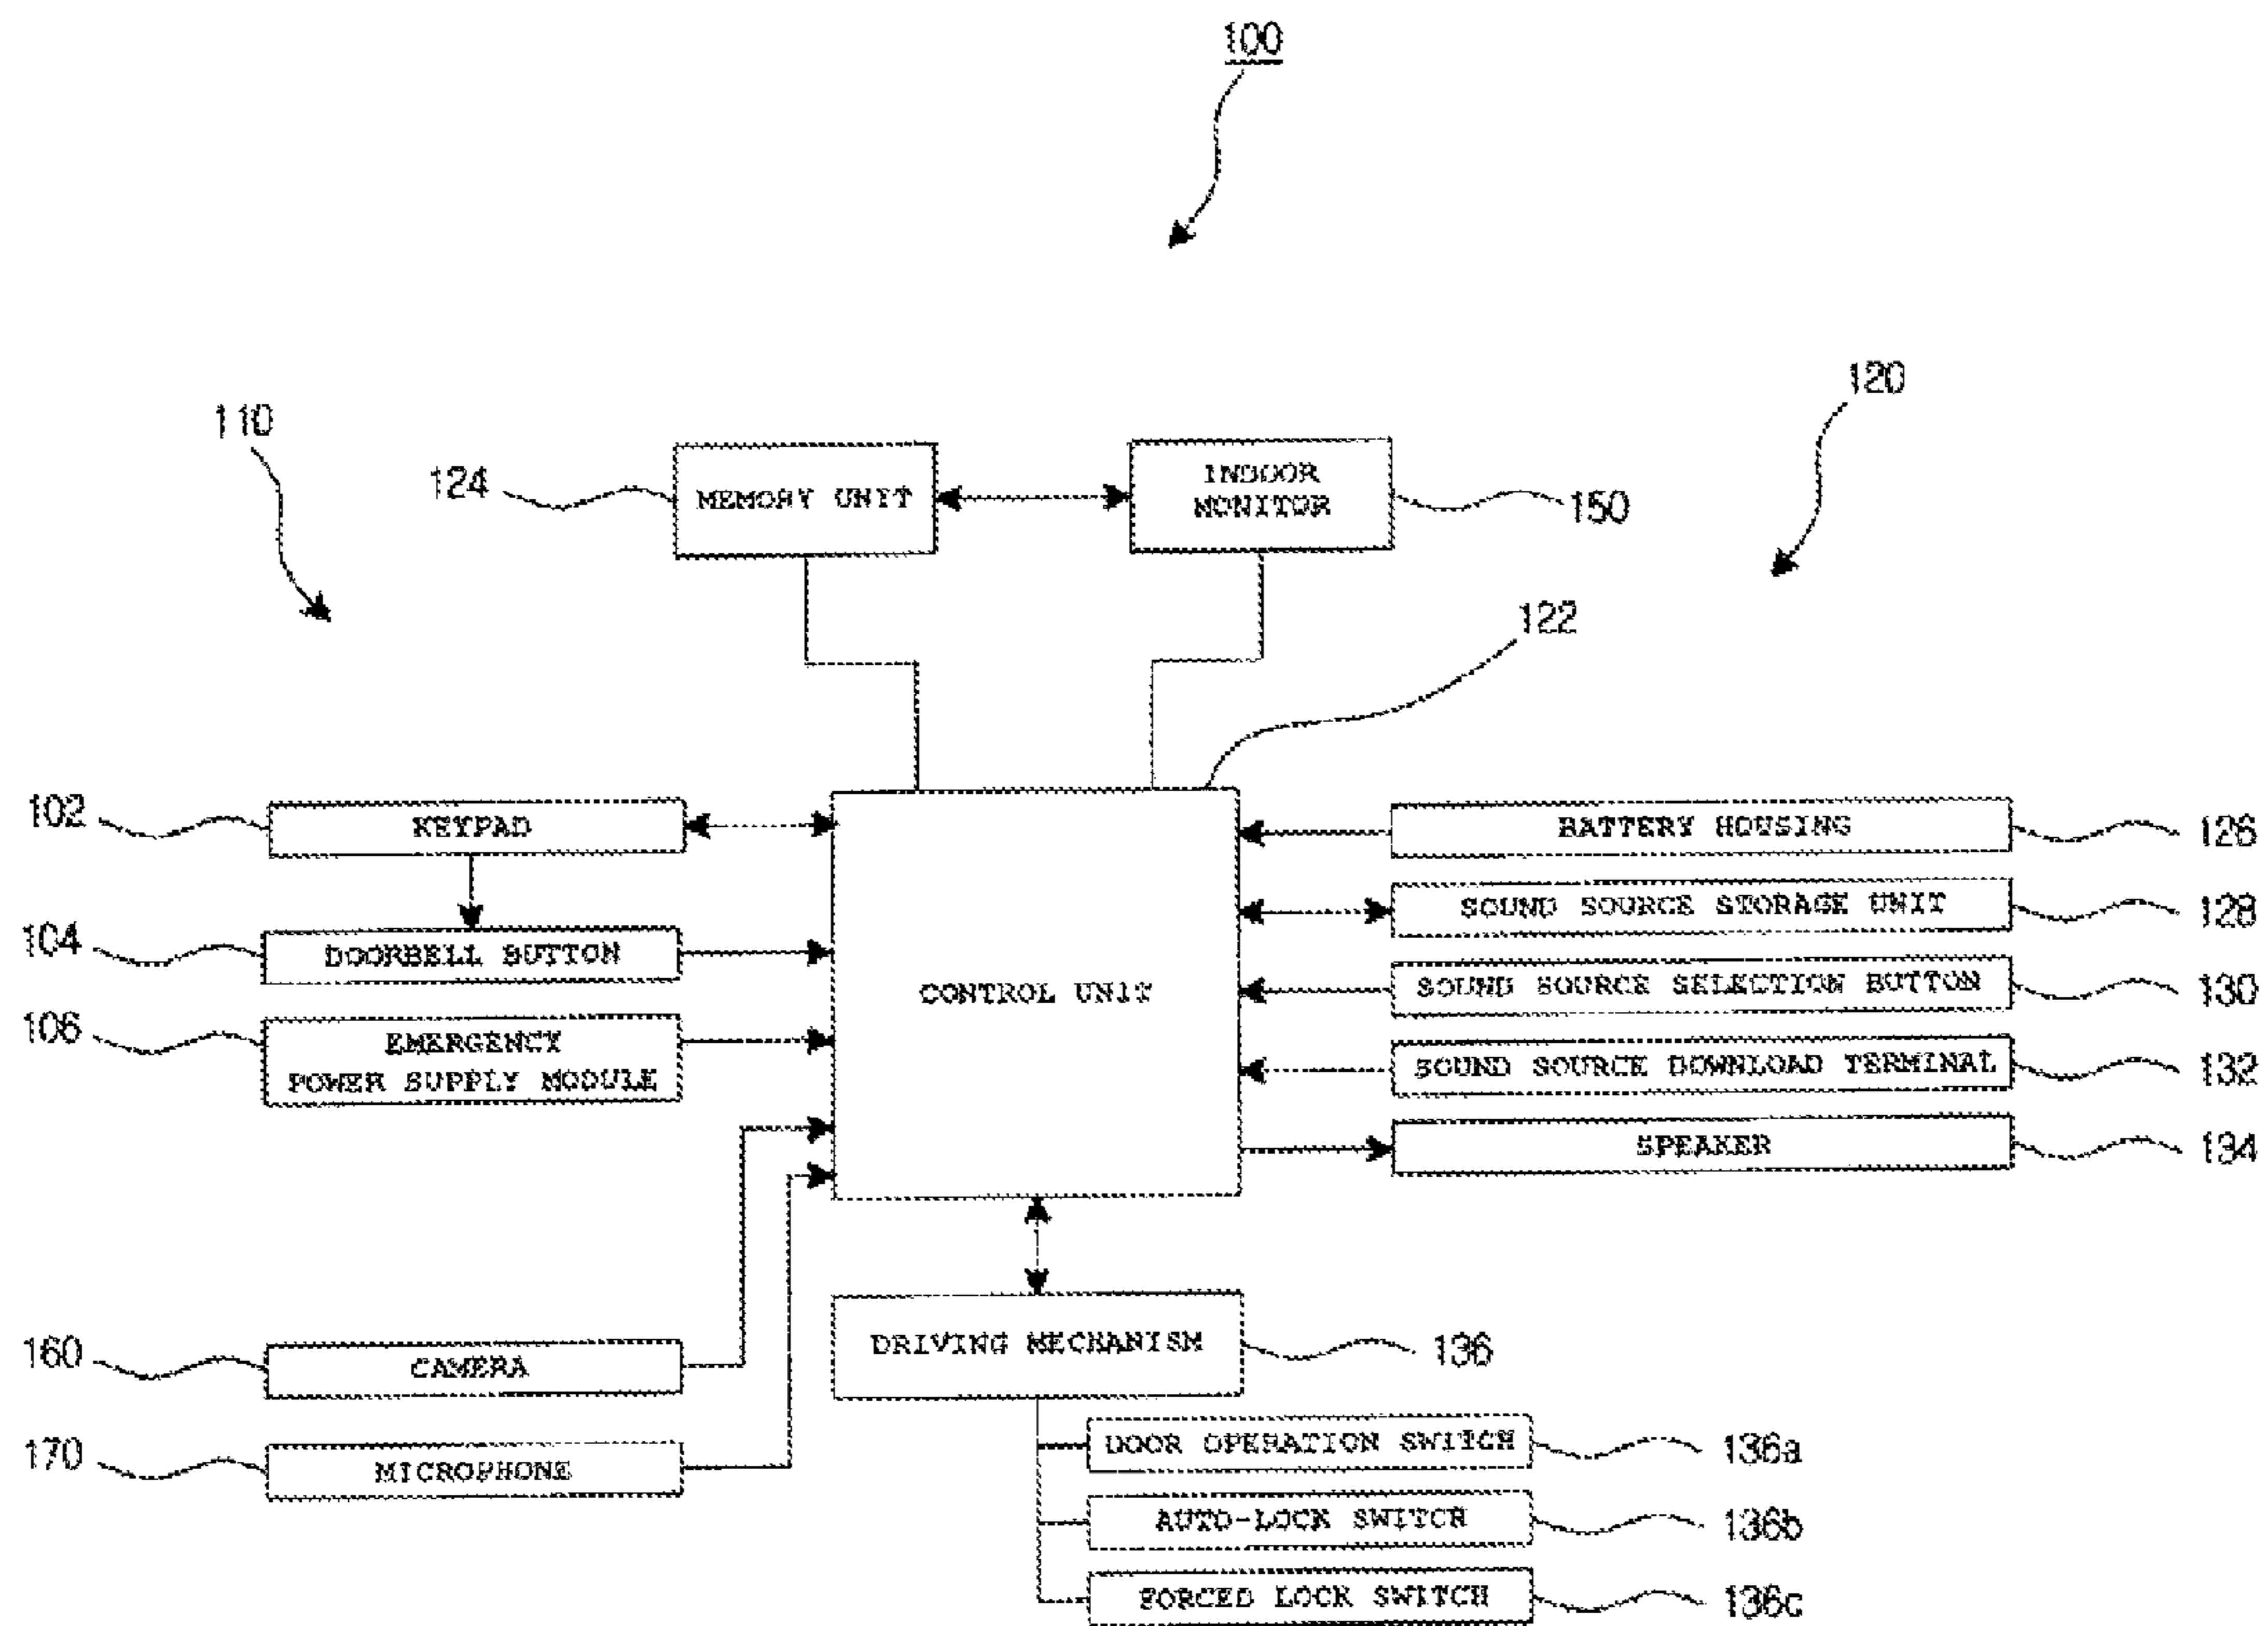 100
120
110
124
MEMORY UNIT
INDOOR
MONITOR
150
122
102
KEYPAD
BATTERY HOUSING
126
SOUND SOURCE STORAGE UNIT
128
104
DOORBELL BUTTON
CONTROL UNIT
SOUND SOURCE SELECTION BUTTON
130
106
EMERGENCY
POWER SUPPLY MODULE
SOUND SOURCE DOWNLOAD TERMINAL
132
SPEAKER
134
160
CAMERA
DRIVING MECHANISM
136
170
MICROPHONE
DOOR OPERATION SWITCH
136a
AUTO-LOCK SWITCH
136b
FORCED LOCK SWITCH
136c